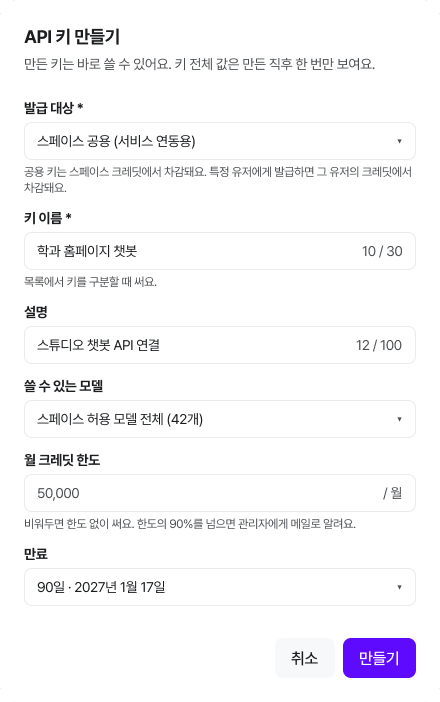 API 키 만들기
만든 키는 바로 쓸 수 있어요. 키 전체 값은 만든 직후 한 번만 보여요.
발급 대상 *
스페이스 공용 (서비스 연동용)
공용 키는 스페이스 크레딧에서 차감돼요. 특정 유저에게 발급하면 그 유저의 크레딧에서
차감돼요.
키 이름 *
학과 홈페이지 챗봇 10 / 30
목록에서 키를 구분할 때 써요.
설명
스튜디오 챗봇 API 연결 12 / 100
쓸 수 있는 모델
스페이스 허용 모델 전체 (42개)
월 크레딧 한도
50,000 / 월
비워두면 한도 없이 써요. 한도의 90%를 넘으면 관리자에게 메일로 알려요.
만료
90일 · 2027년 1월 17일
취소 만들기